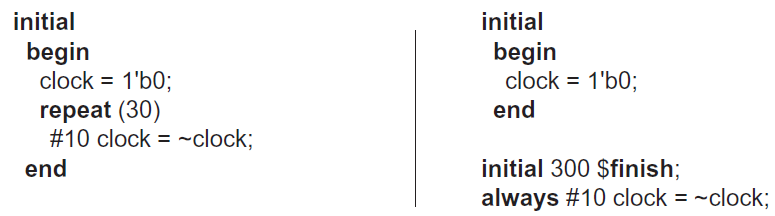 initial
begin
clock = 1'b0;
repeat (30)
#10 clock = ~clock;
end
initial
begin
clock = 1'b0;
end
initial 300 $finish;
always #10 clock = ~clock;